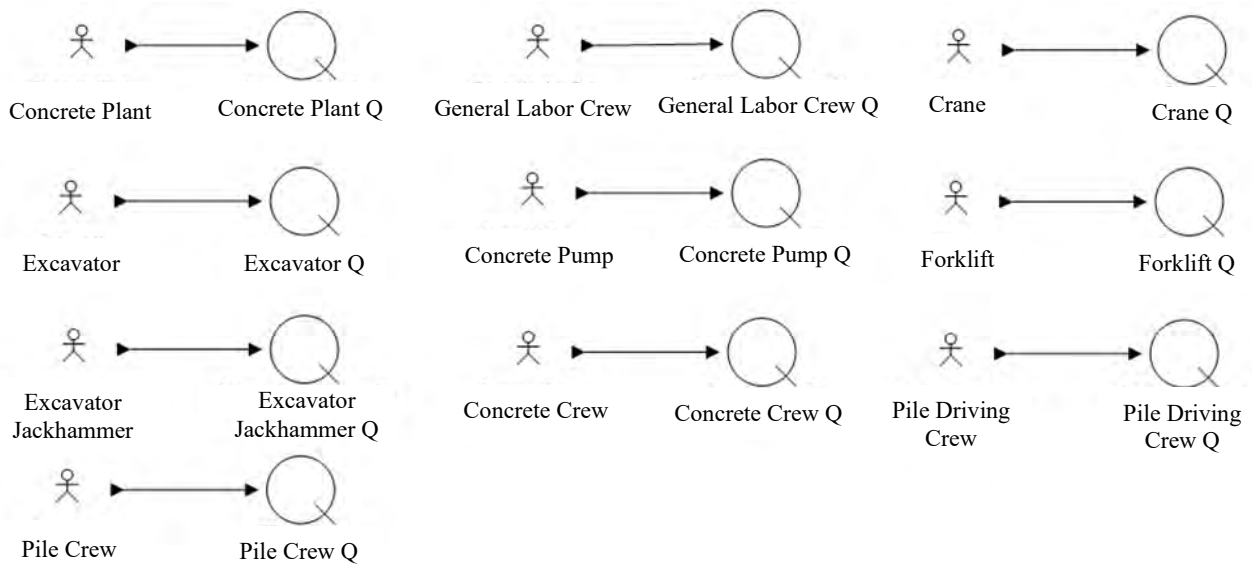 Concrete Plant
Concrete Plant Q
General Labor Crew
General Labor Crew Q
Crane
Crane Q
Excavator
Excavator Q
Concrete Pump
Concrete Pump Q
Forklift
Forklift Q
Excavator
Jackhammer
Excavator
Jackhammer Q
Concrete Crew
Concrete Crew Q
Pile Driving
Crew
Pile Driving
Crew Q
Pile Crew
Pile Crew Q